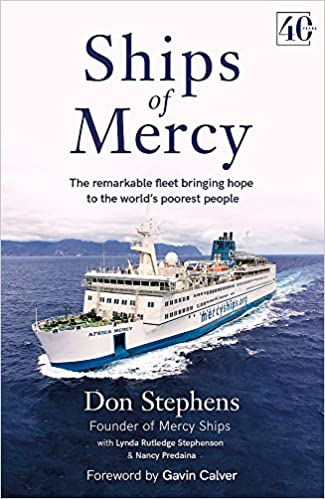 40
YEARS
Ships
of
Mercy
The remarkable fleet bringing hope
to the world's poorest people
mercyships.org
AFRICA MERCY
Don Stephens
Founder of Mercy Ships
with Lynda Rutledge Stephenson
& Nancy Predaina
Foreword by Gavin Calver